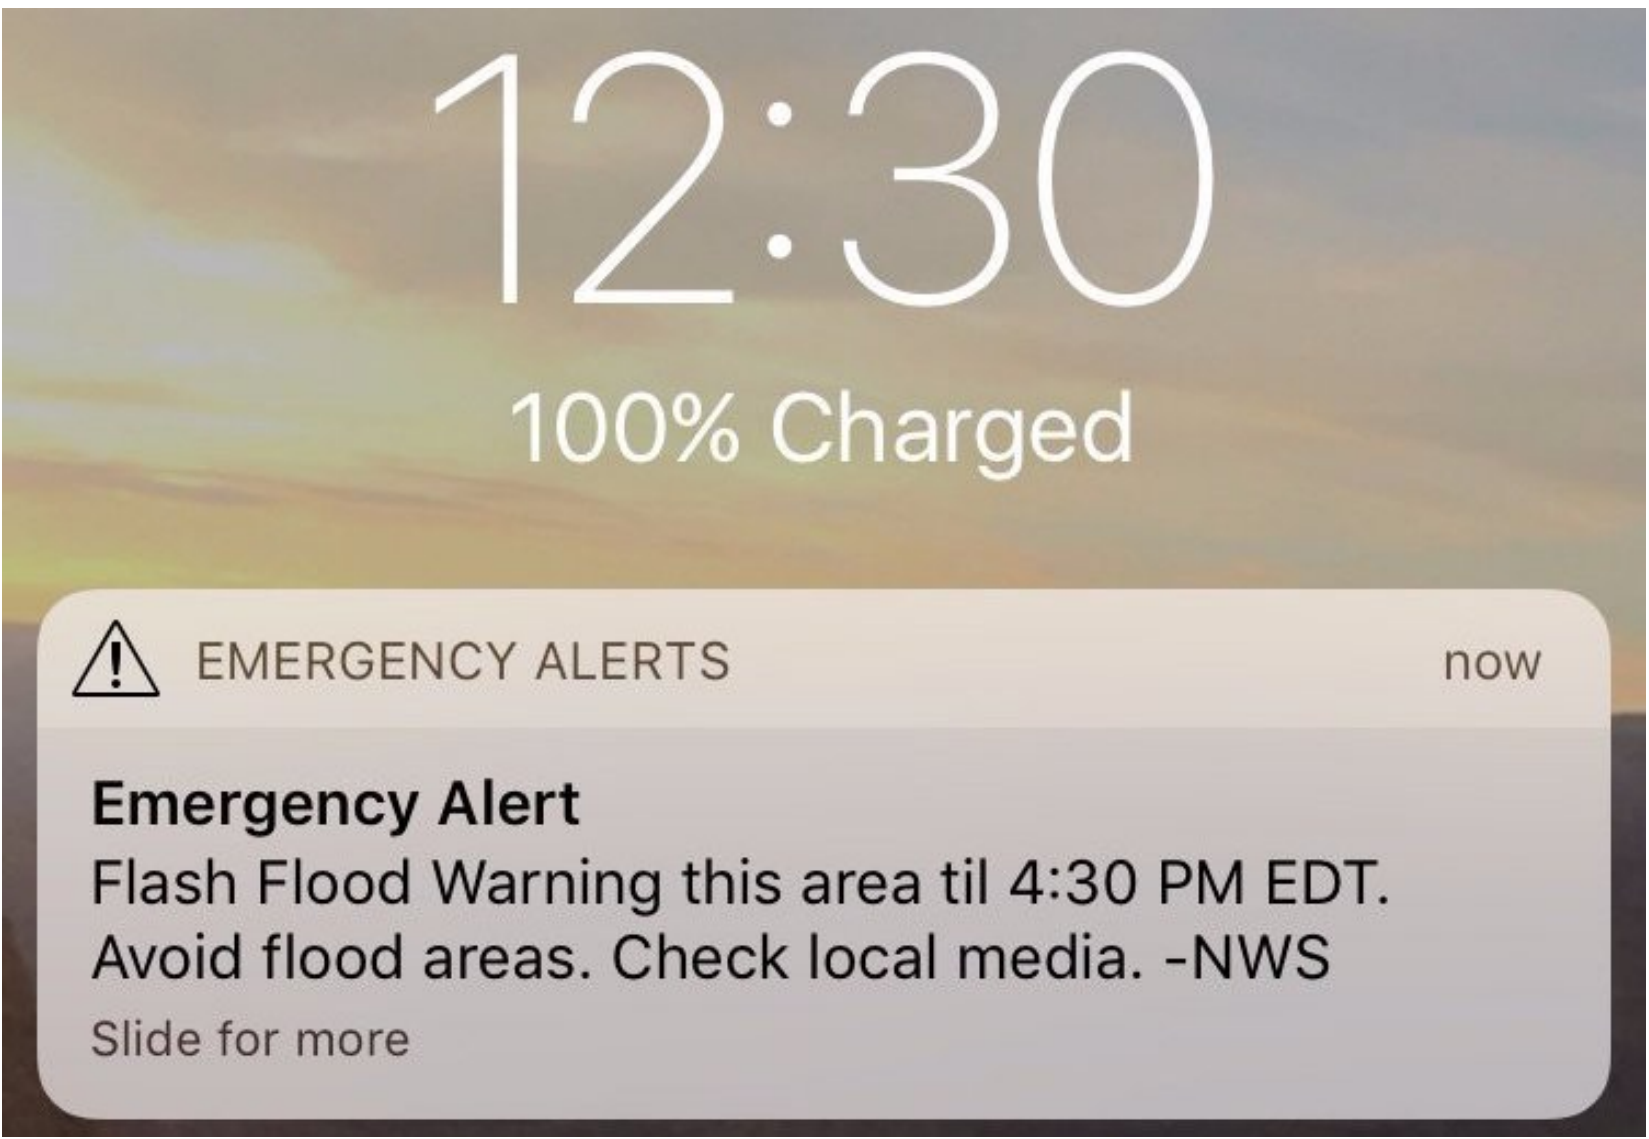 12:30
100% Charged
EMERGENCY ALERTS now
Emergency Alert
Flash Flood Warning this area til 4:30 PM EDT.
Avoid flood areas. Check local media. -NWS
Slide for more